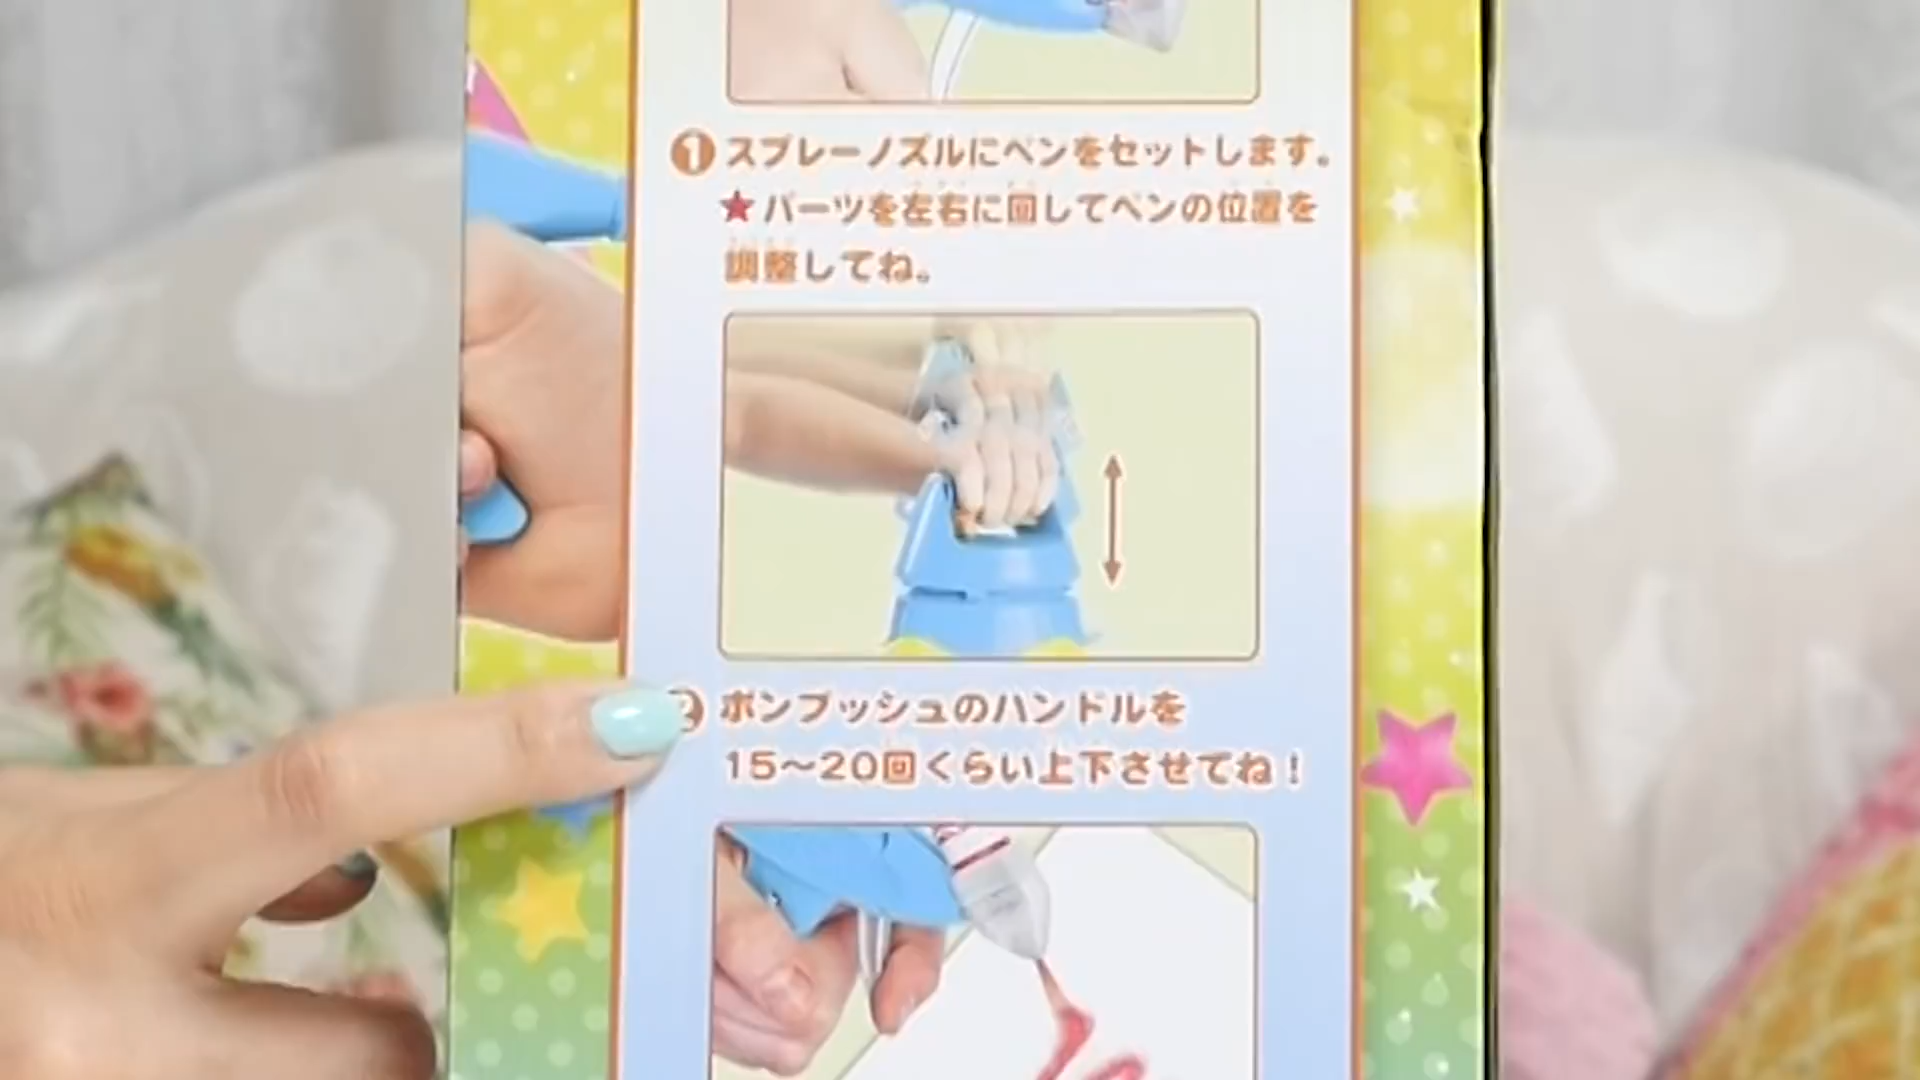 ❶スプレーノズルにペンをセットします。
★パーツを左右に回してペンの位置を
調整してね。
❷ポンプッシュのハンドルを
15〜20回くらい上下させてね！